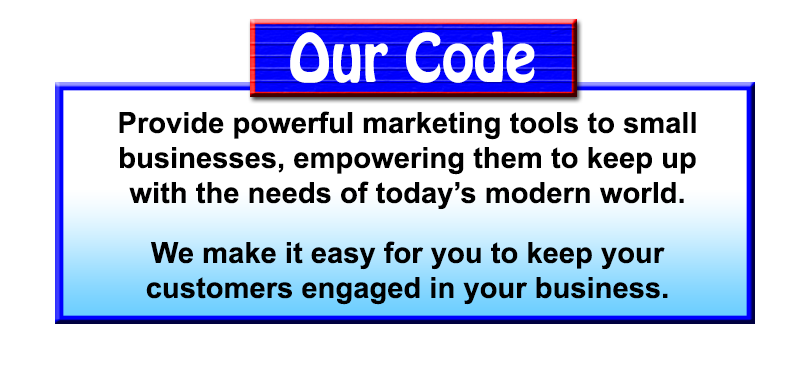 Our Code
Provide powerful marketing tools to small
businesses, empowering them to keep up
with the needs of today’s modern world.
We make it easy for you to keep your
customers engaged in your business.